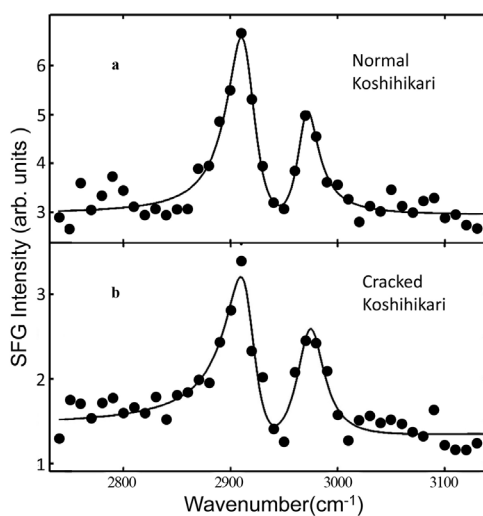 a
Normal
Koshihikari
6
5
4
3
b
Cracked
Koshihikari
3
2
1
SFG Intensity (arb. units )
2800
2900
3000
3100
Wavenumber(cm-1)